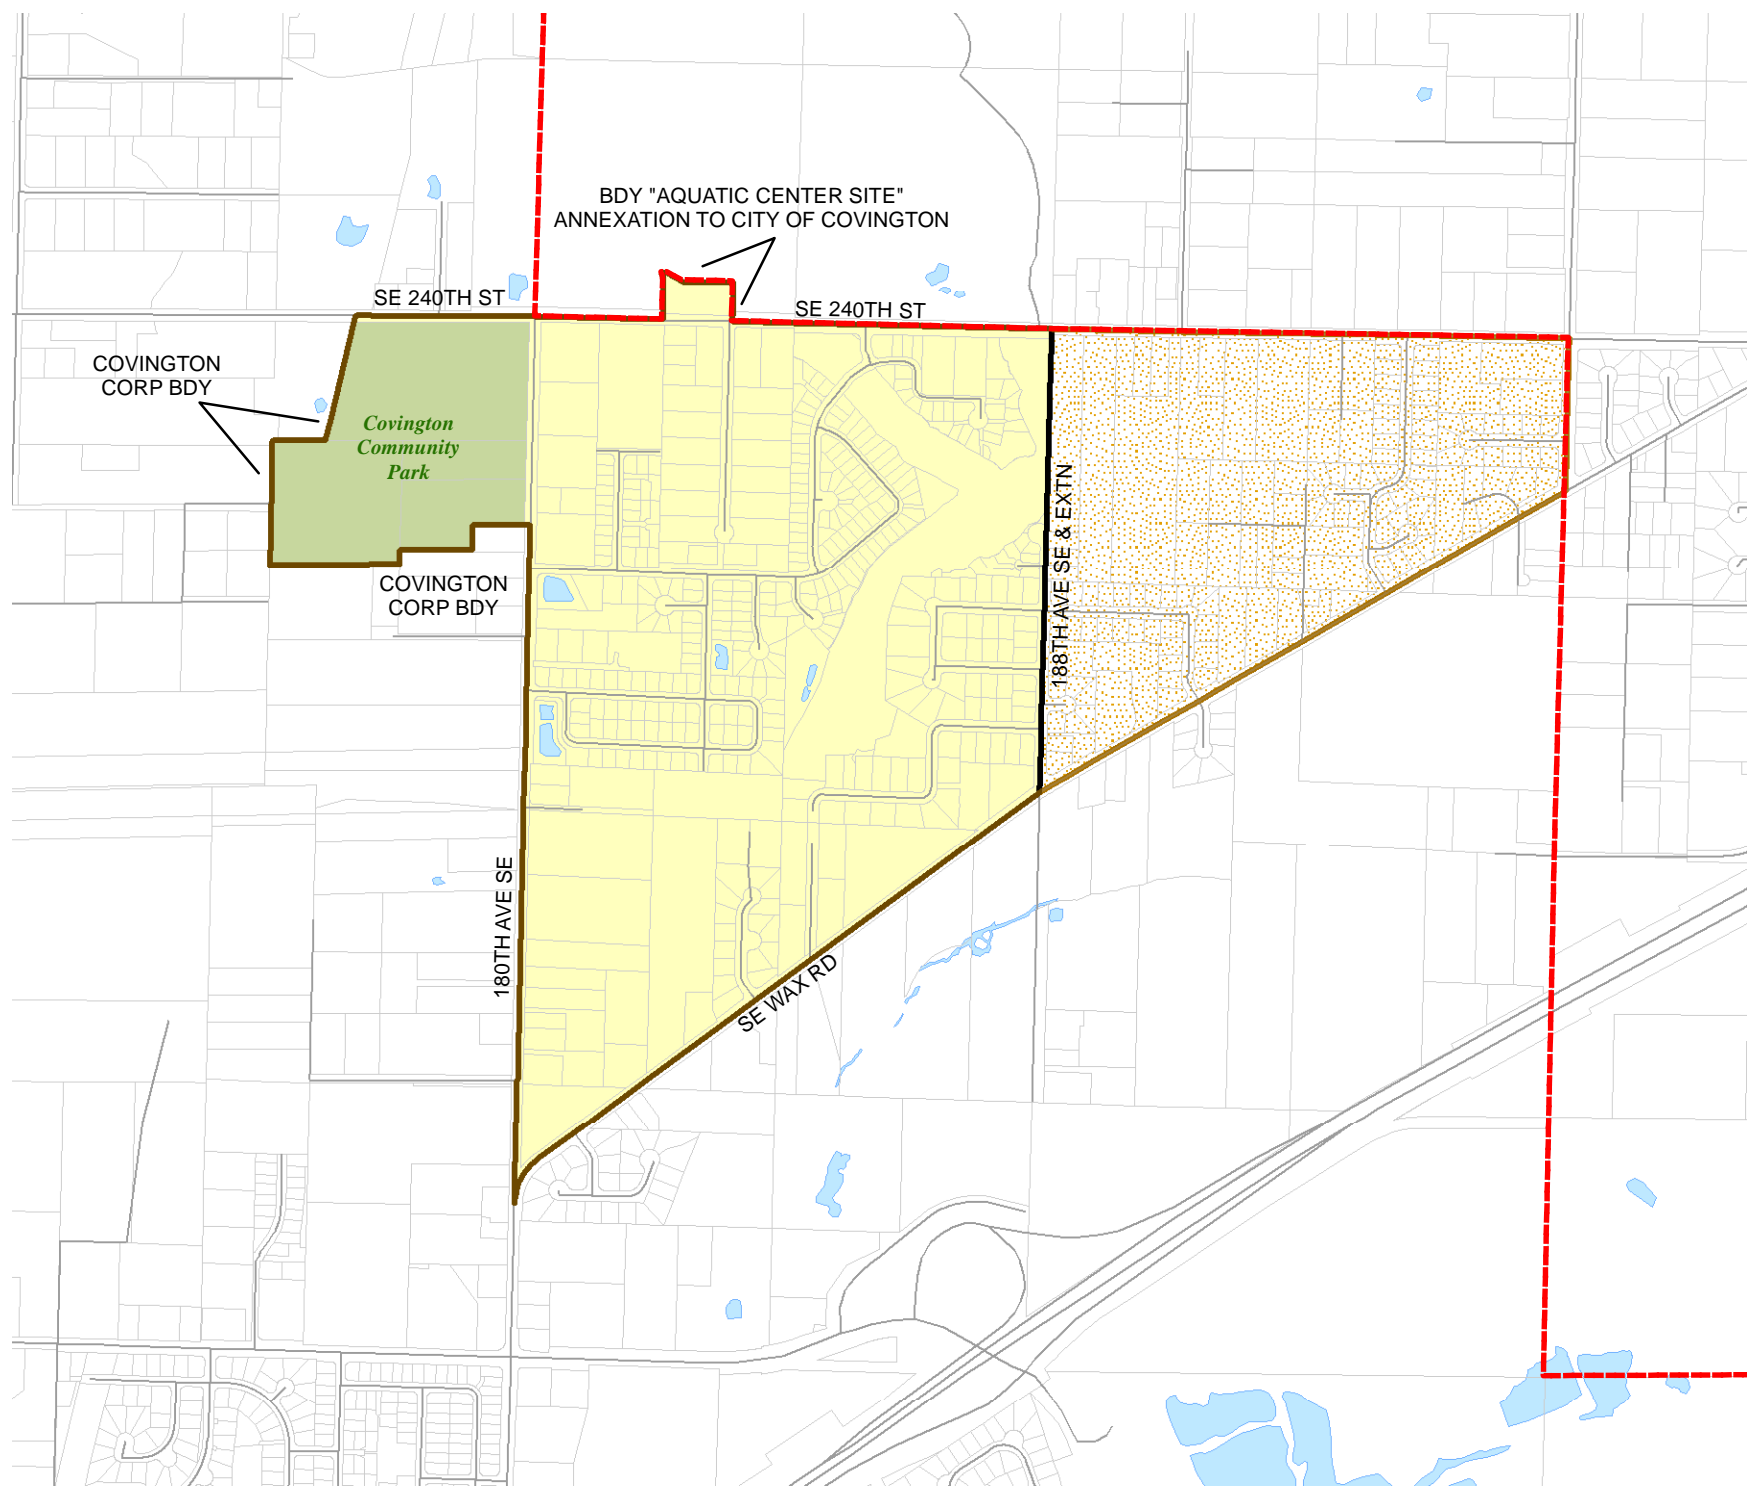 BDY "AQUATIC CENTER SITE"
ANNEXATION TO CITY OF COVINGTON
SE 240TH ST
SE 240TH ST
COVINGTON
CORP BDY
Covington
Community
Park
188TH AVE SE & EXTN
COVINGTON
CORP BDY
180TH AVE SE
SE WAX RD